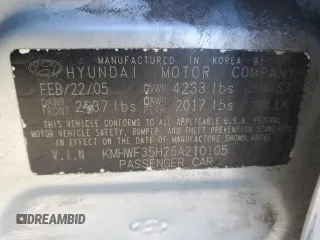 MANUFACTURED IN KOREA BY
HYUNDAI MOTOR COMPANY
FEB/22/05 GVWR 4233 lbs
GAWR FRONT 2537 lbs GAWR REAR 2017 lbs
THIS VEHICLE CONFORMS TO ALL APPLICABLE FEDERAL
MOTOR VEHICLE SAFETY, BUMPER, AND THEFT PREVENTION STANDARDS
IN EFFECT ON THE DATE OF MANUFACTURE SHOWN ABOVE.
V.I.N KMHWF35H25A210105
PASSENGER CAR
EVERDAMID